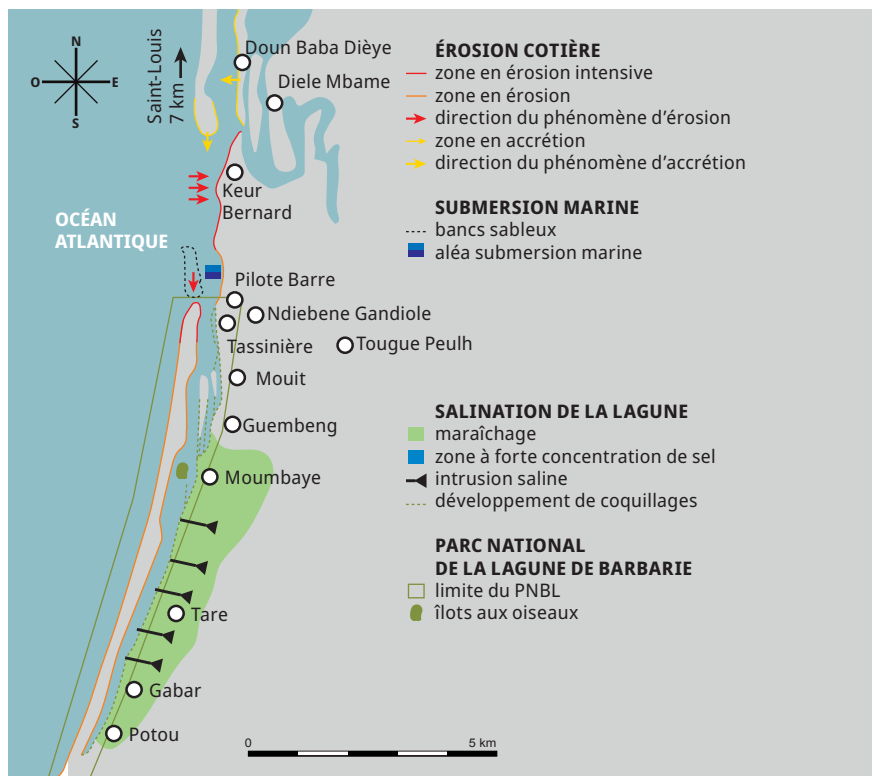 N
O
E
S
Saint-Louis
7 km
Doun Baba Dièye
Diele Mbame
Keur
Bernard
OCÉAN
ATLANTIQUE
Pilote Barre
Ndiebene Gandiole
Tassinière
Tougue Peulh
Mouit
Guembeng
Moumbaye
Tare
Gabar
Potou
0
5 km
ÉROSION COTIÈRE
zone en érosion intensive
zone en érosion
direction du phénomène d’érosion
zone en accrétion
direction du phénomène d’accrétion
SUBMERSION MARINE
bancs sableux
aléa submersion marine
SALINATION DE LA LAGUNE
maraîchage
zone à forte concentration de sel
intrusion saline
développement de coquillages
PARC NATIONAL
DE LA LAGUNE DE BARBARIE
limite du PNBL
îlots aux oiseaux